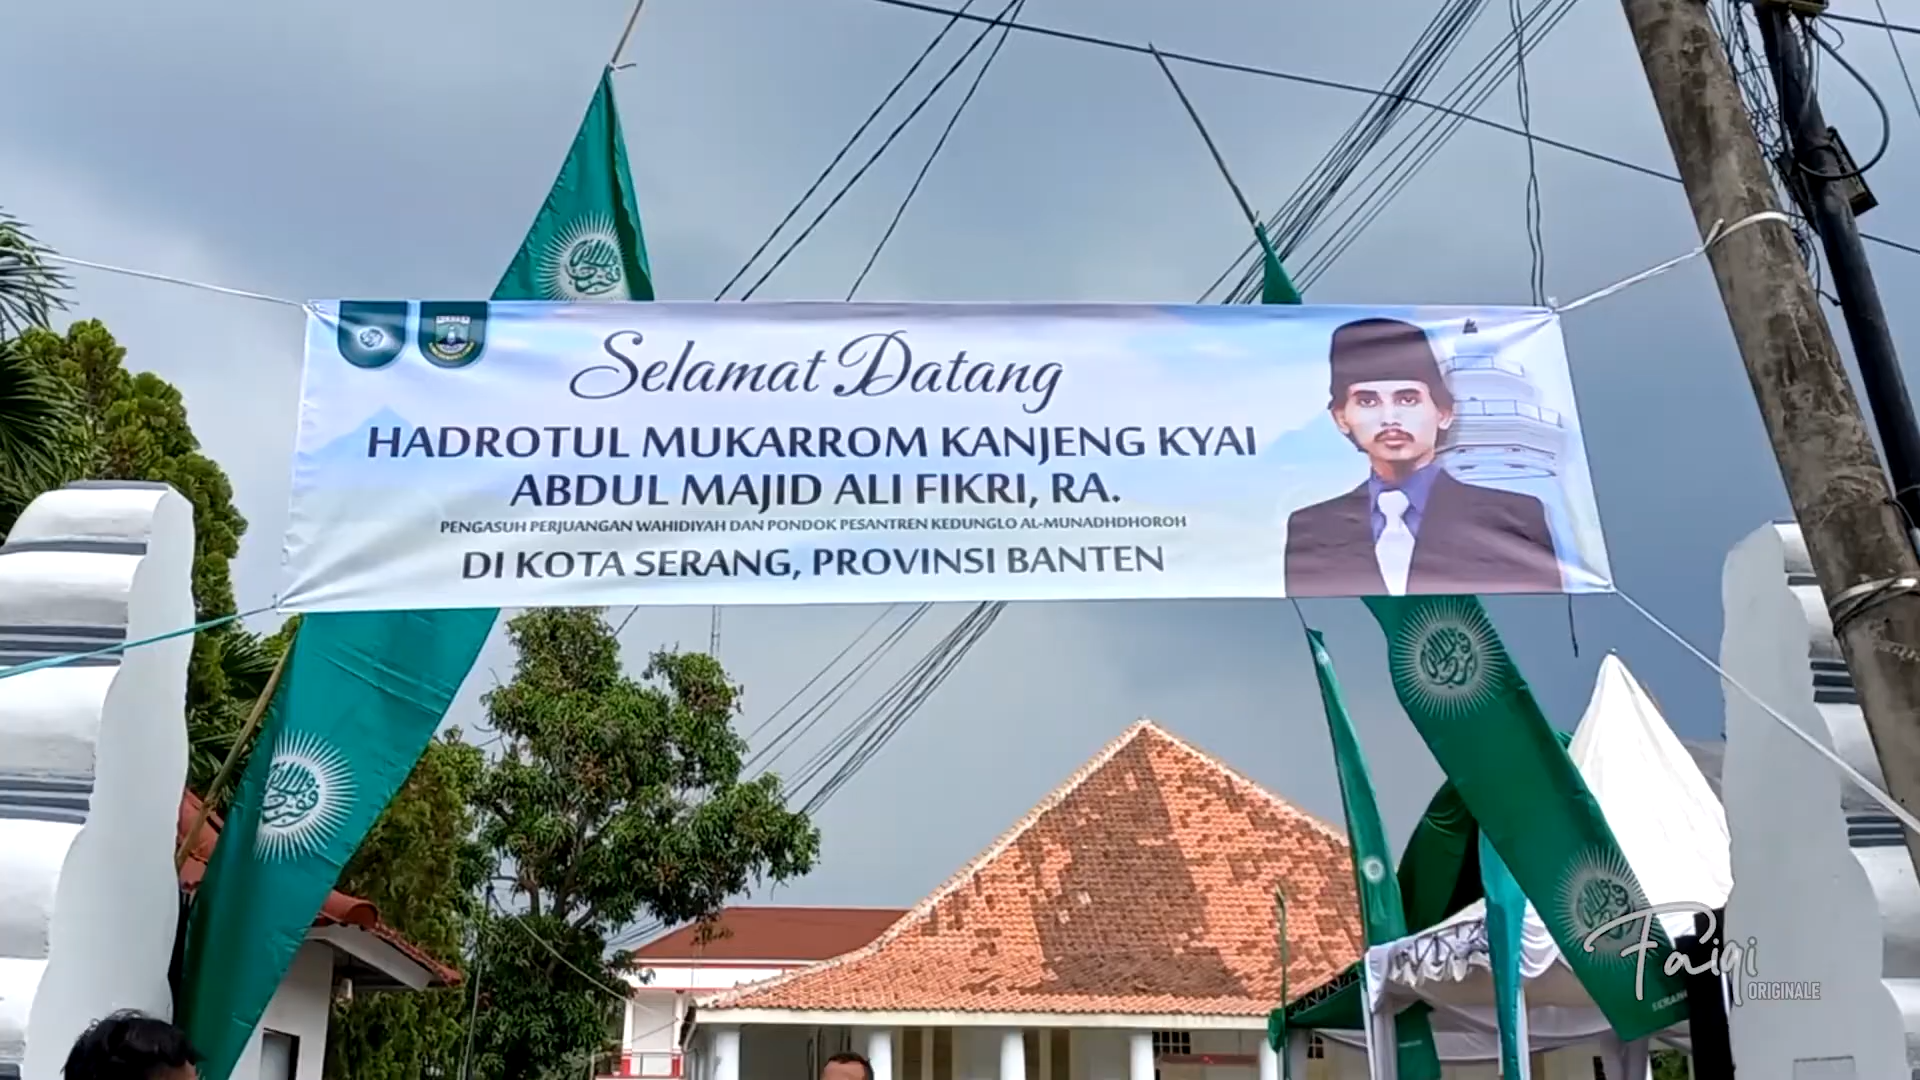 Selamat Datang
HADROTUL MUKARROM KANJENG KYAI
ABDUL MAJID ALI FIKRI, RA.
PENGASUH PERJUANGAN WAHIDIYAH DAN PONDOK PESANTREN KEDUNGLO AL-MUNADHDHOROH
DI KOTA SERANG, PROVINSI BANTEN
Faiqi
ORIGINALE